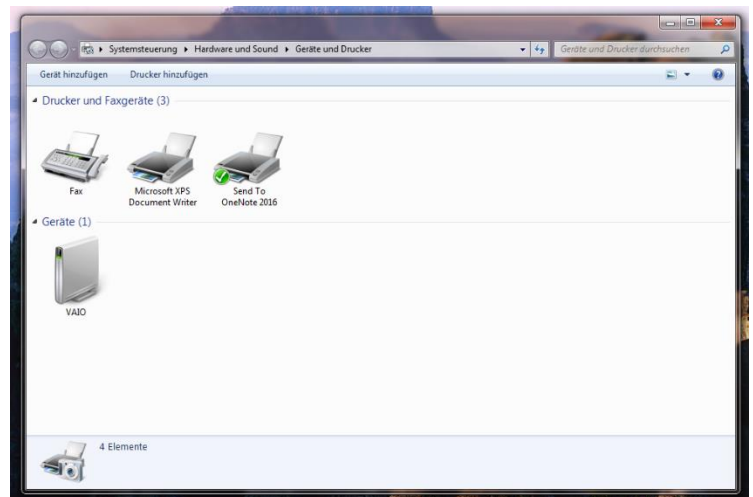 Systemsteuerung ▸ Hardware und Sound ▸ Geräte und Drucker
Geräte und Drucker durchsuchen
Gerät hinzufügen Drucker hinzufügen
Drucker und Faxgeräte (3)
Fax
Microsoft XPS
Document Writer
Send To
OneNote 2016
Geräte (1)
VAIO
4 Elemente